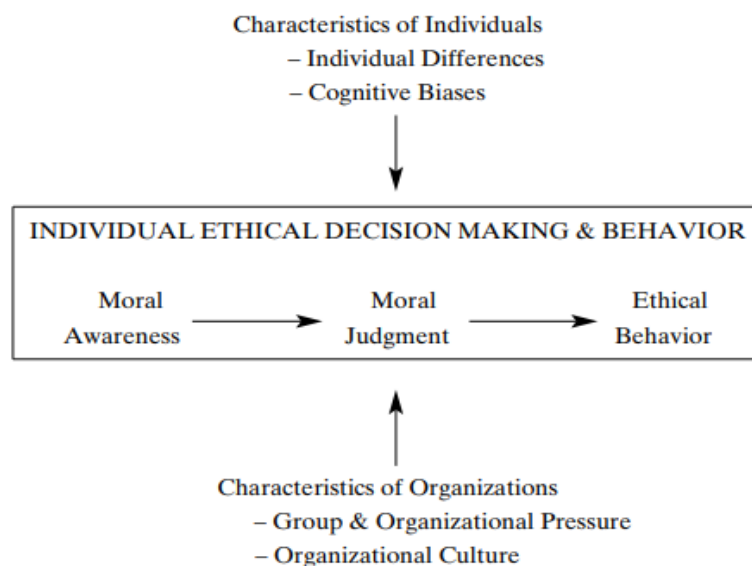 Characteristics of Individuals
– Individual Differences
– Cognitive Biases
INDIVIDUAL ETHICAL DECISION MAKING & BEHAVIOR
Moral Awareness
Moral Judgment
Ethical Behavior
Characteristics of Organizations
– Group & Organizational Pressure
– Organizational Culture